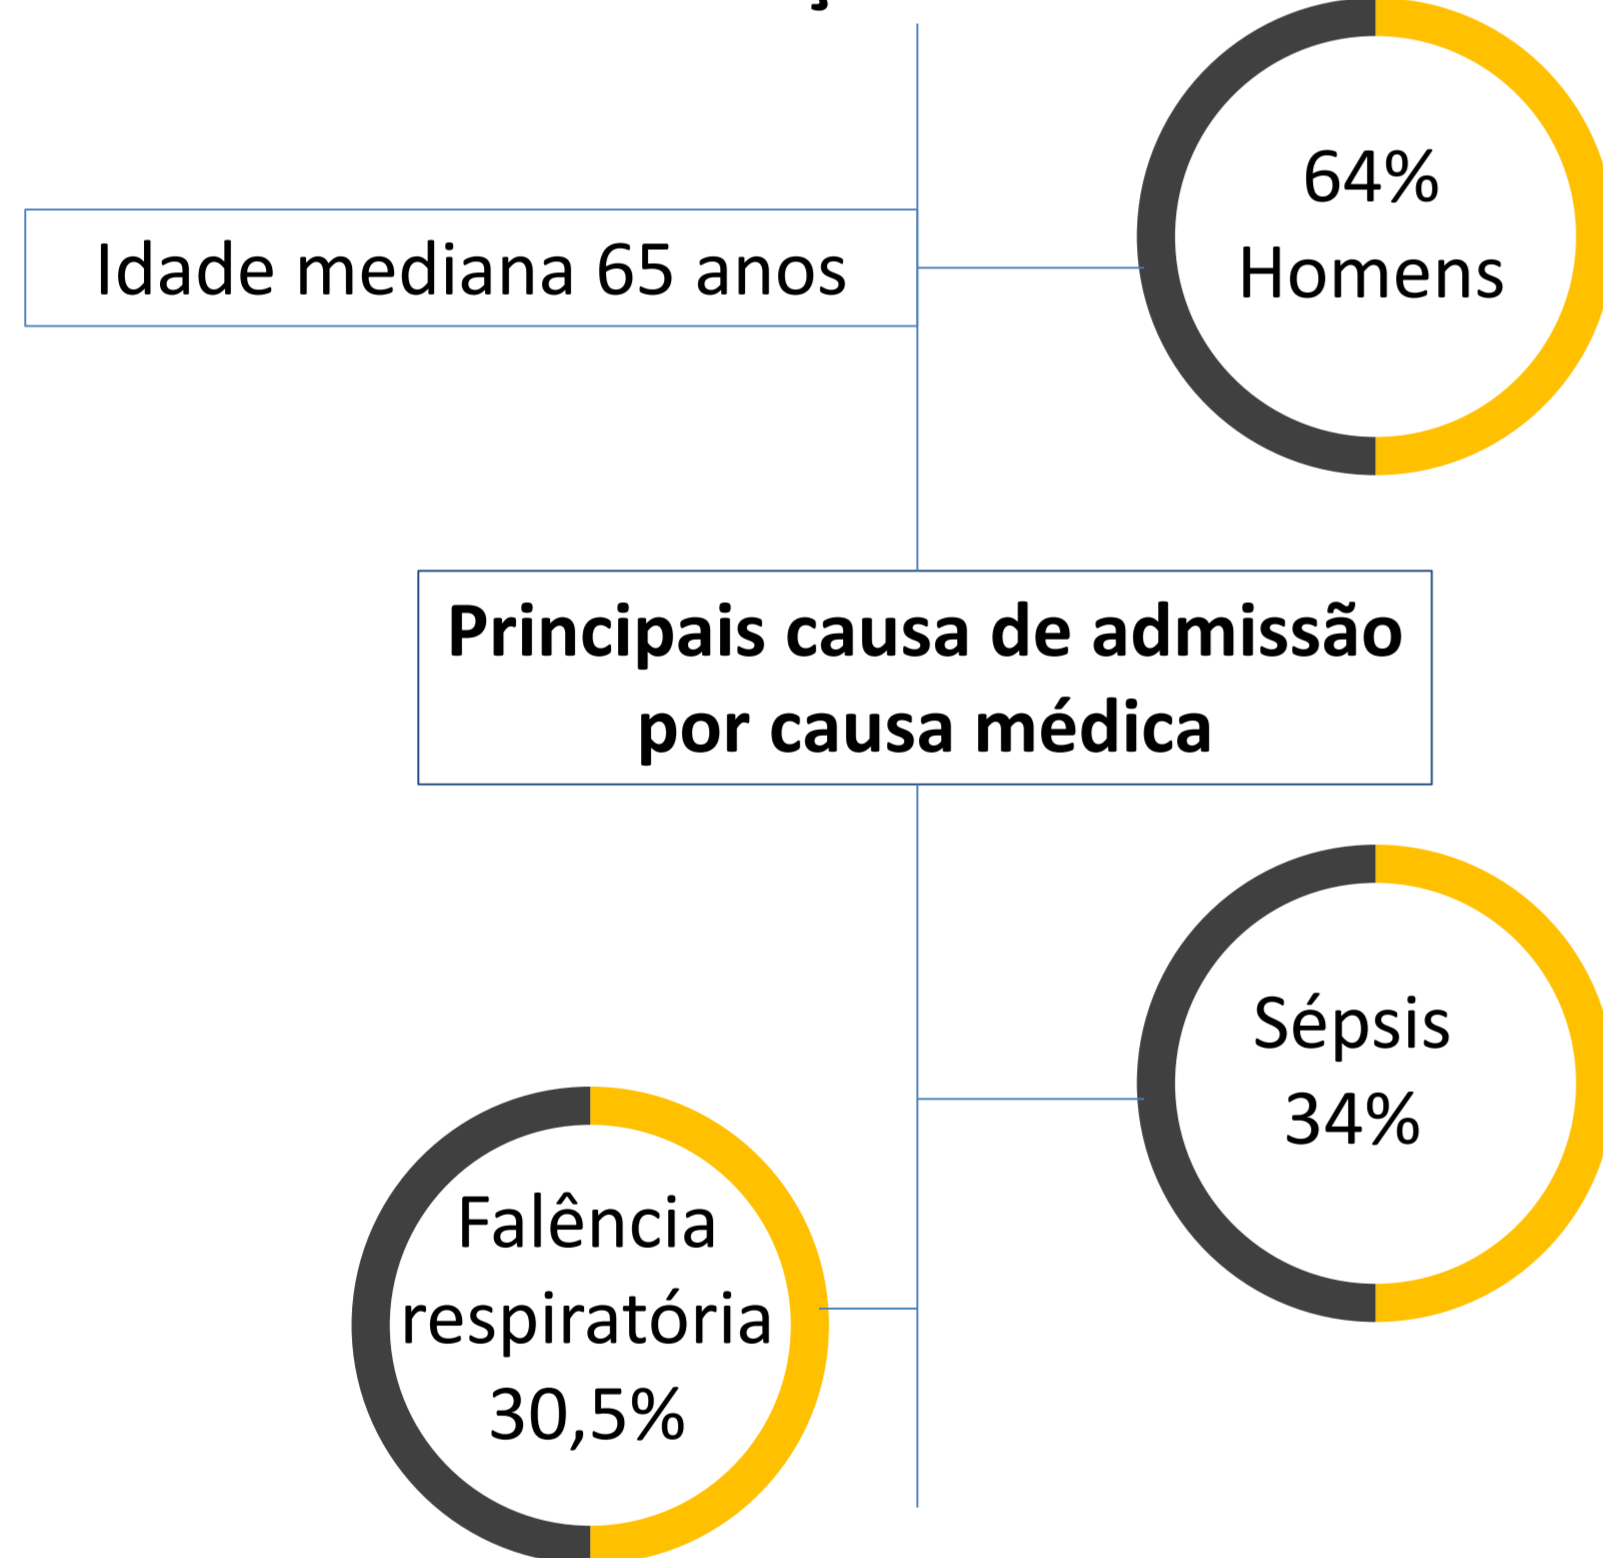 64%
Homens
Idade mediana 65 anos
Principais causa de admissão
por causa médica
Sépsis
34%
Falência
respiratória
30,5%